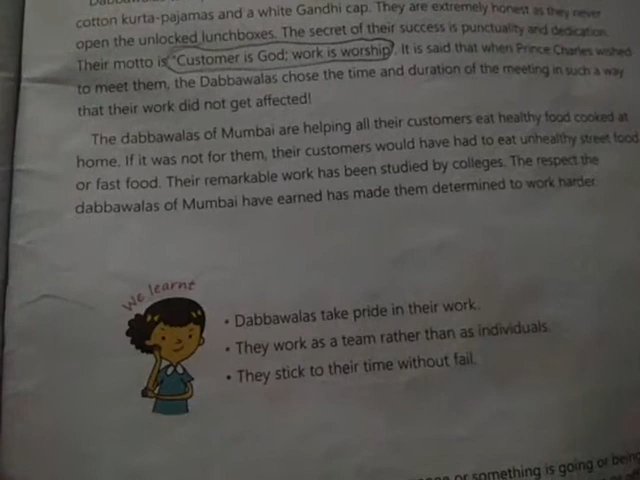 cotton kurta-pajamas and a white Gandhi cap. They are extremely honest as they never
open the unlocked lunchboxes. The secret of their success is punctuality and dedication.
Their motto is 'Customer is God; work is worship'. It is said that when Prince Charles wished
to meet them, the Dabbawalas chose the time and duration of the meeting in such a way
that their work did not get affected!
The dabbawalas of Mumbai are helping all their customers eat healthy food cooked at
home. If it was not for them, their customers would have had to eat unhealthy street food
or fast food. Their remarkable work has been studied by colleges. The respect the
dabbawalas of Mumbai have earned has made them determined to work harder.
We learnt
• Dabbawalas take pride in their work.
• They work as a team rather than as individuals.
• They stick to their time without fail.
or something is going or being